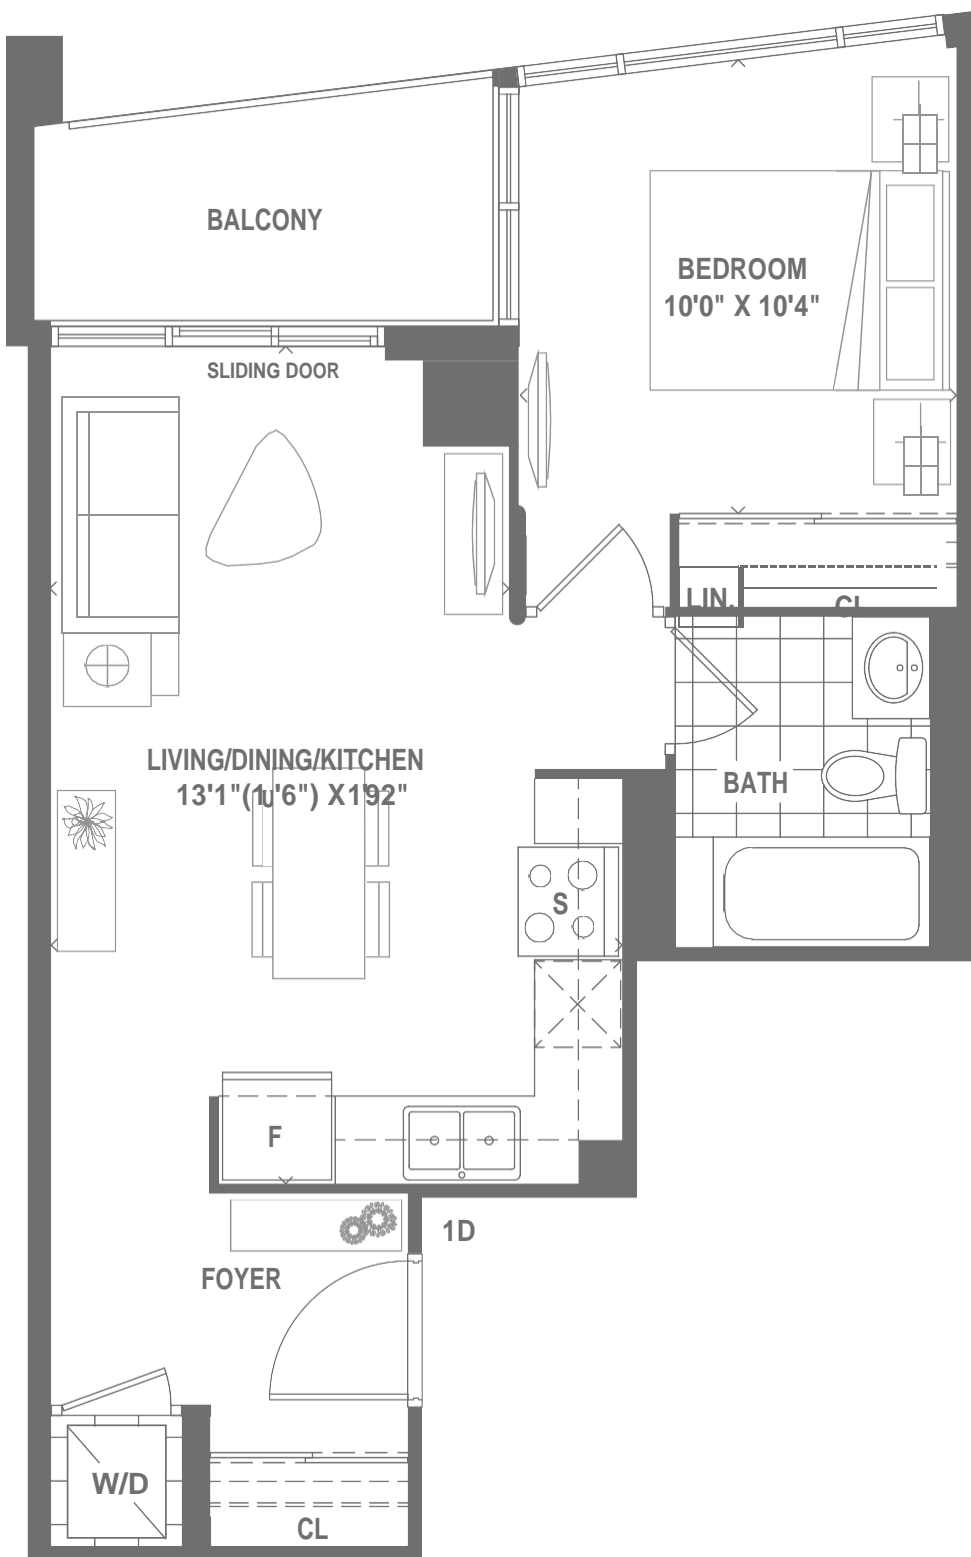 BALCONY
BEDROOM
10'0" X 10'4"
SLIDING DOOR
LIN.
CL
LIVING/DINING/KITCHEN
BATH
S
F
1D
FOYER
W/D
CL